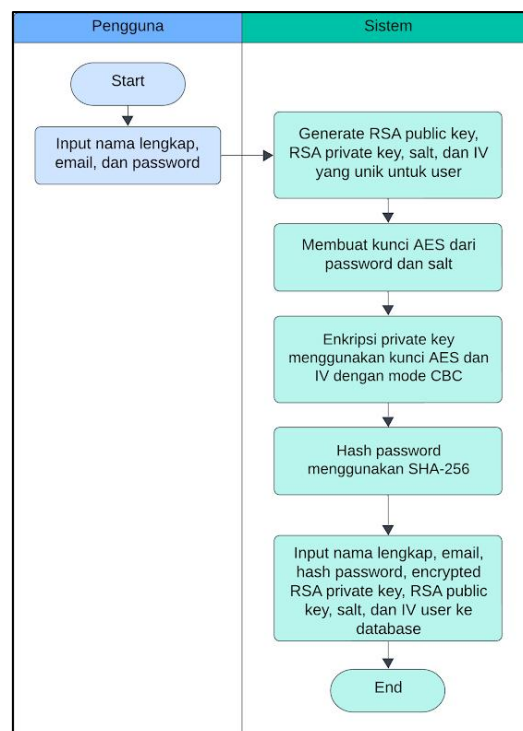 Pengguna
Sistem
Start
Input nama lengkap,
email, dan password
Generate RSA public key,
RSA private key, salt, dan IV
yang unik untuk user
Membuat kunci AES dari
password dan salt
Enkripsi private key
menggunakan kunci AES dan
IV dengan mode CBC
Hash password
menggunakan SHA-256
Input nama lengkap, email,
hash password, encrypted
RSA private key, RSA public
key, salt, dan IV user ke
database
End